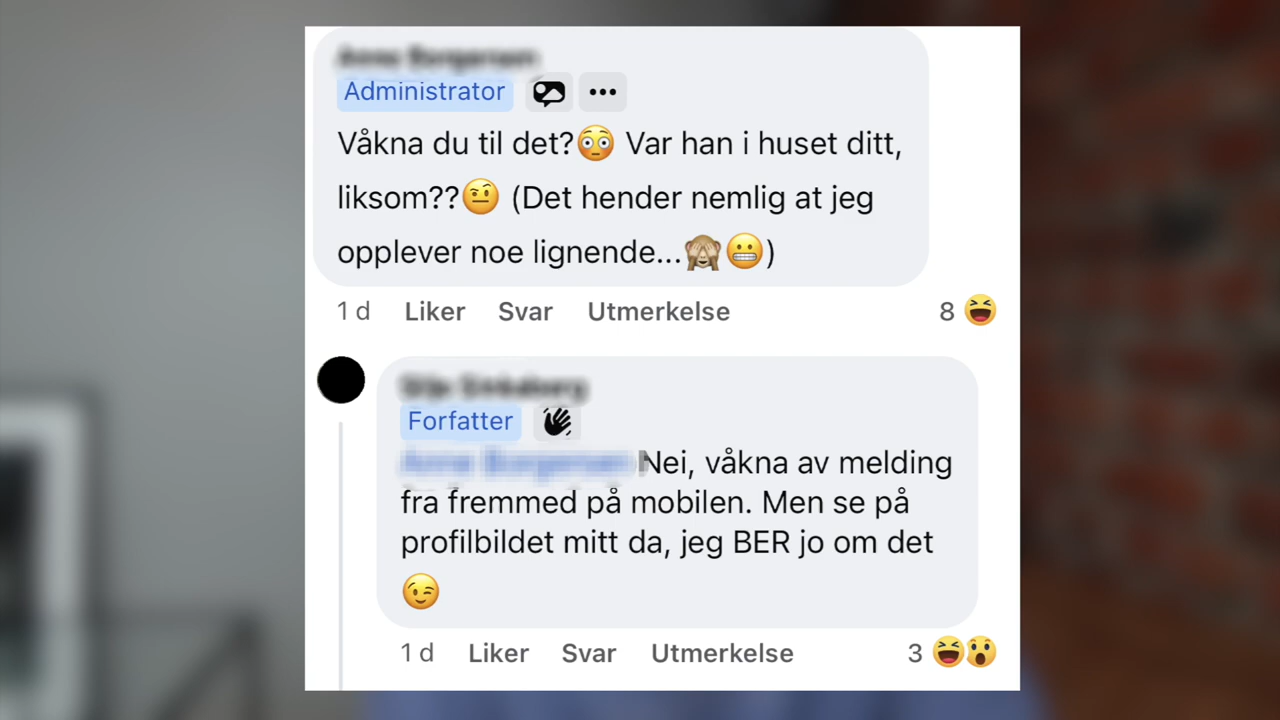 Administrator
Våkna du til det?😳 Var han i huset ditt,
liksom??🤨 (Det hender nemlig at jeg
opplever noe lignende...🙈😬)
1 d Liker Svar Utmerkelse 8
Forfatter
Nei, våkna av melding
fra fremmed på mobilen. Men se på
profilbildet mitt da, jeg BER jo om det
😉
1 d Liker Svar Utmerkelse 3